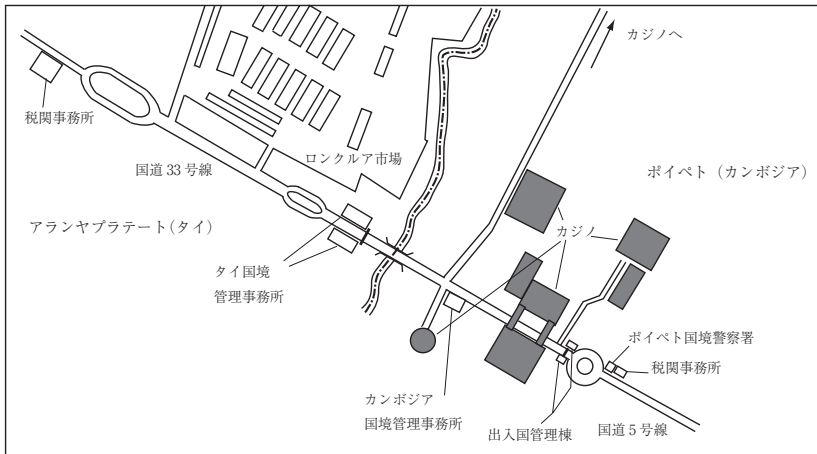 カジノへ
税関事務所
ロンクルア市場
国道33号線
ポイペト（カンボジア）
アランヤプラテート（タイ）
カジノ
タイ国境
管理事務所
ポイペト国境警察署
税関事務所
カンボジア
国境管理事務所
出入国管理棟
国道5号線